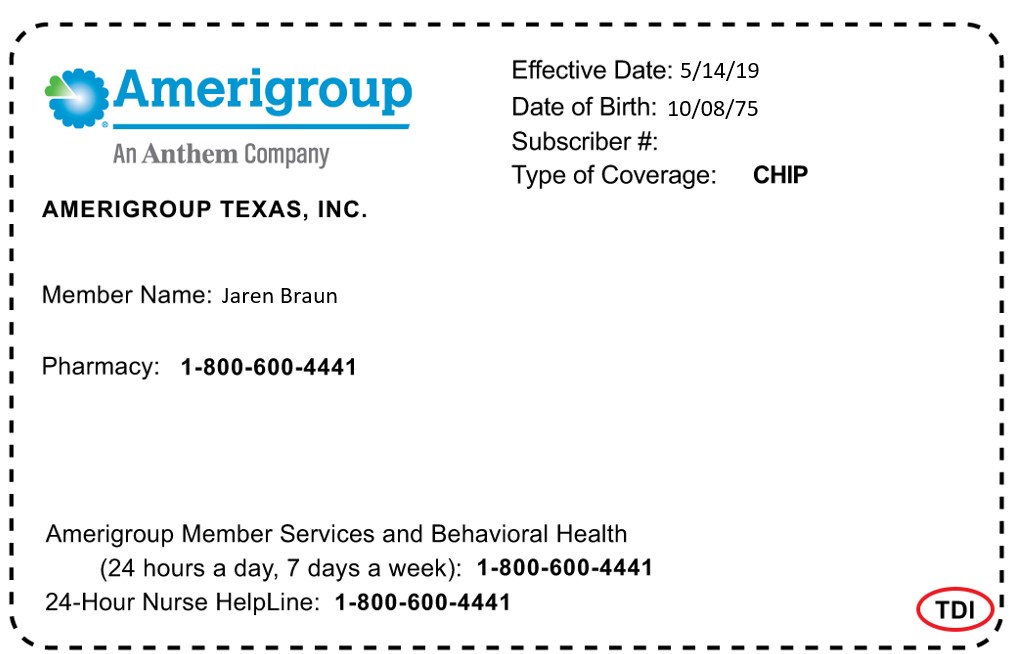 Amerigroup
An Anthem Company
AMERIGROUP TEXAS, INC.
Effective Date: 5/14/19
Date of Birth: 10/08/75
Subscriber #:
Type of Coverage: CHIP
Member Name: Jaren Braun
Pharmacy: 1-800-600-4441
Amerigroup Member Services and Behavioral Health
(24 hours a day, 7 days a week): 1-800-600-4441
24-Hour Nurse HelpLine: 1-800-600-4441
TDI